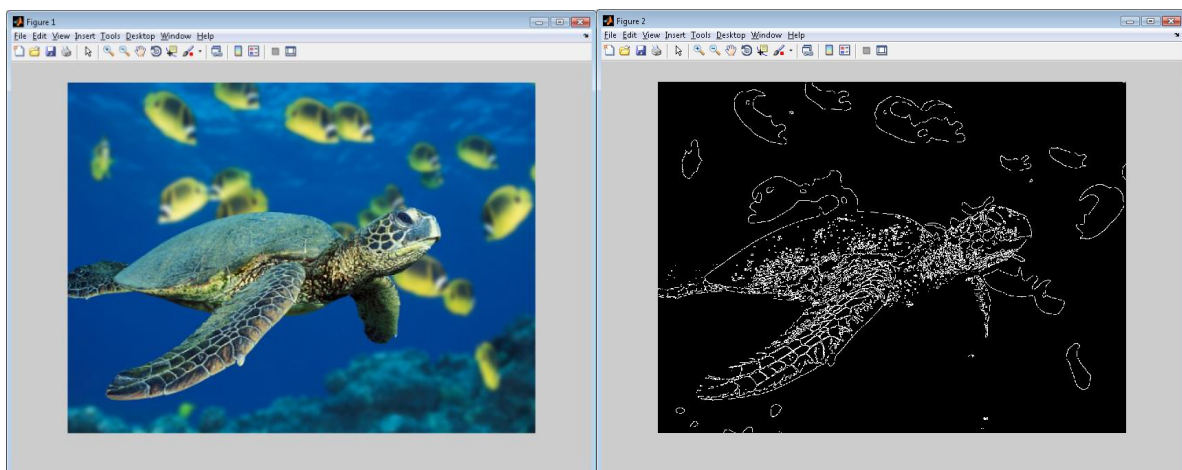 Figure 1
File Edit View Insert Tools Desktop Window Help
Figure 2
File Edit View Insert Tools Desktop Window Help